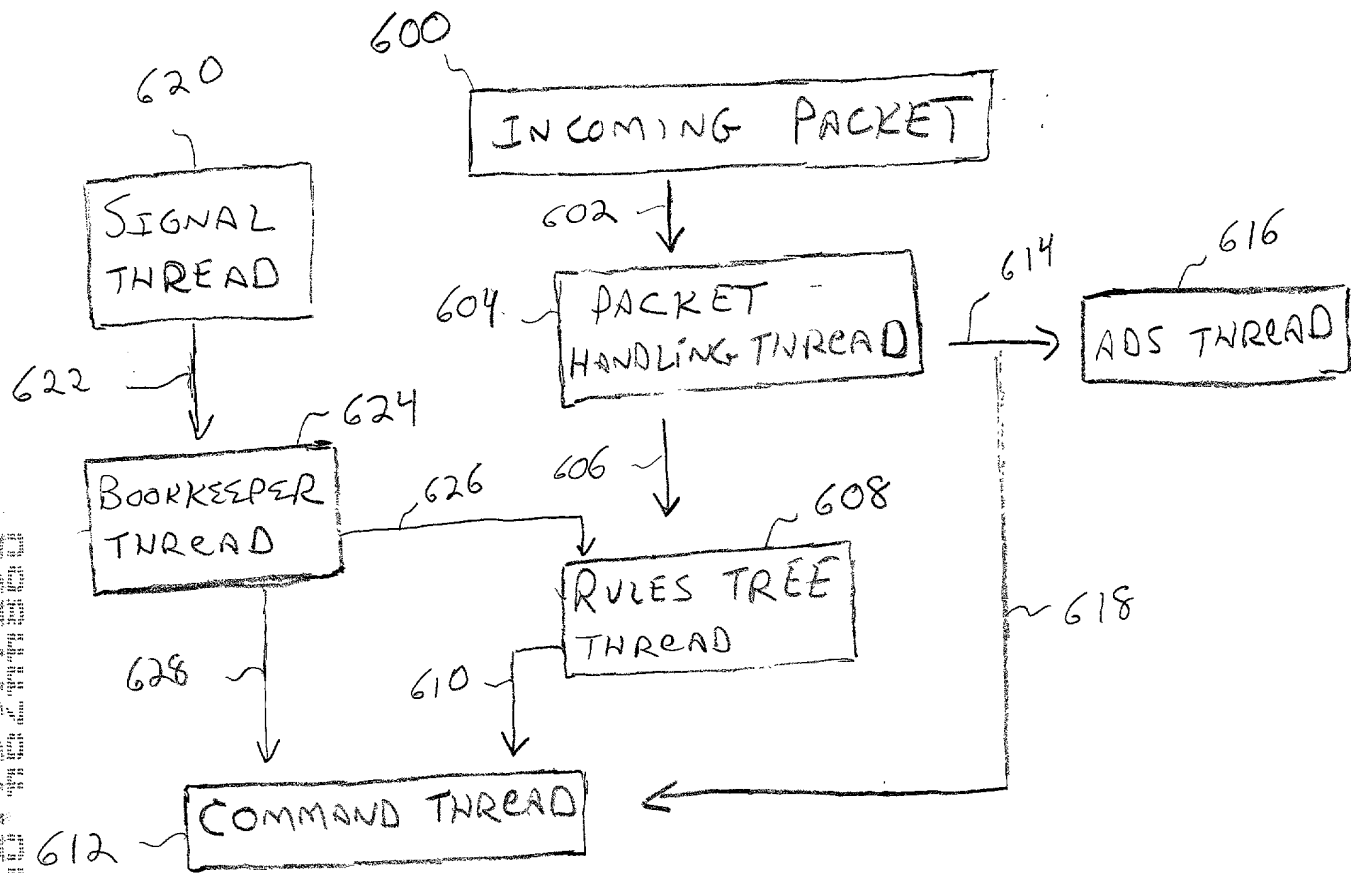 600
620
INCOMING PACKET
SIGNAL
THREAD
602
614
616
604
PACKET
HANDLING THREAD
ADS THREAD
622
624
606
608
BOOKKEEPER
THREAD
626
RULES TREE
THREAD
618
628
610
COMMAND THREAD
612